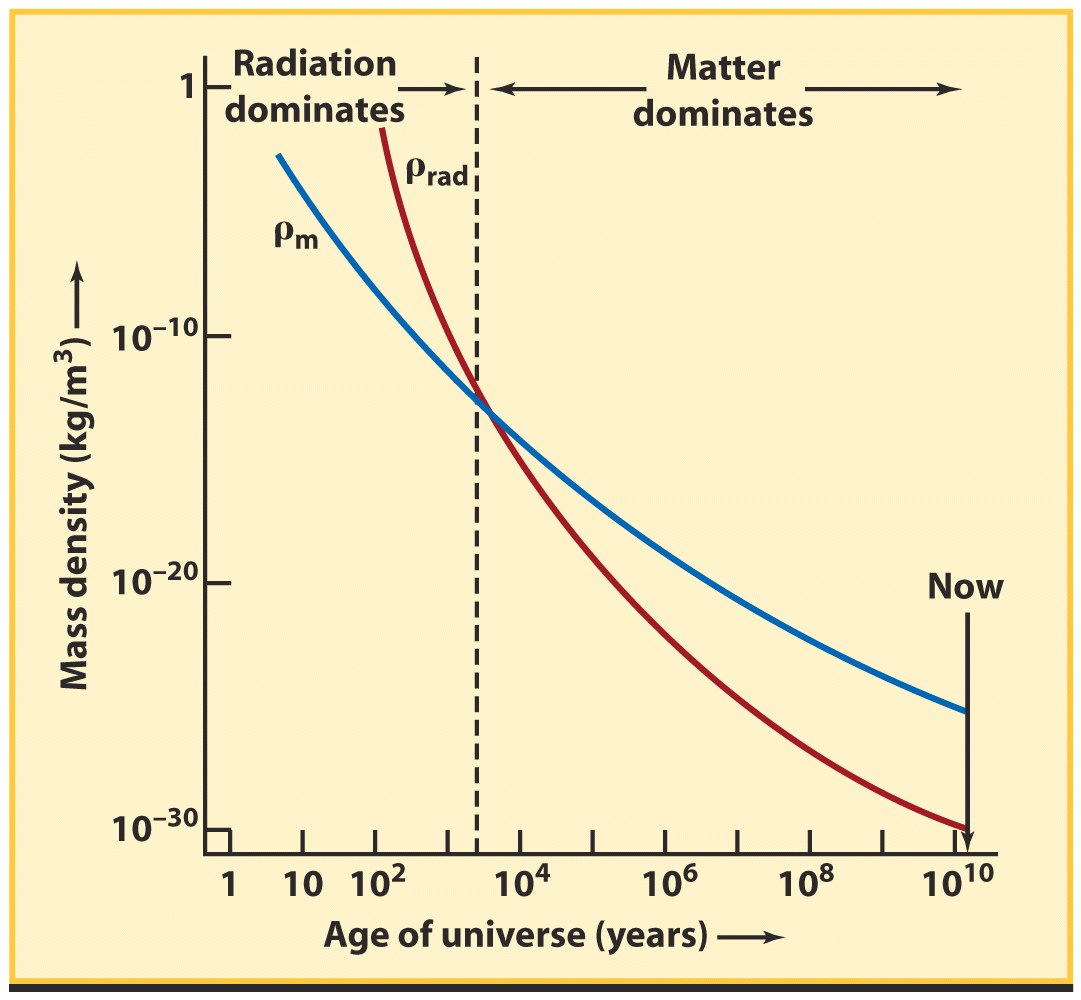 Radiation
dominates
Matter
dominates
1
ρrad
ρm
10⁻¹⁰
Mass density (kg/m³)
10⁻²⁰
Now
10⁻³⁰
1 10 10² 10⁴ 10⁶ 10⁸ 10¹⁰
Age of universe (years)